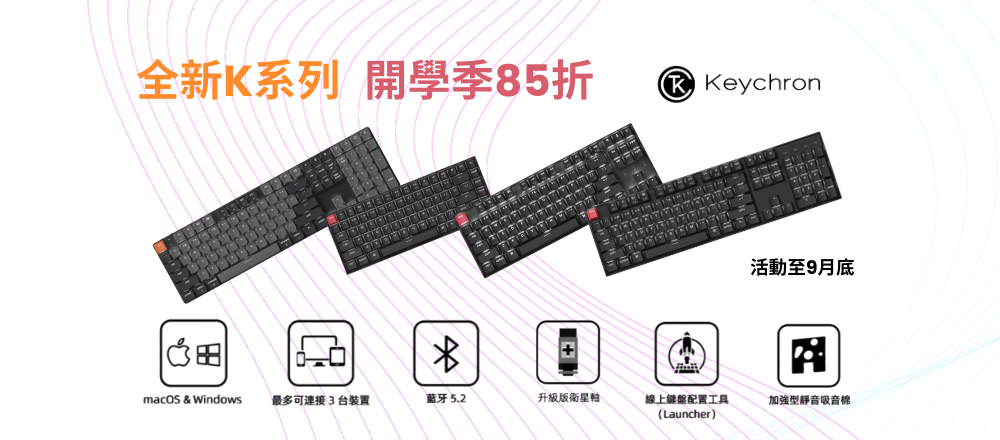 全新K系列 開學季85折
Keychron
活動至9月底
macOS & Windows
最多可連接 3 台裝置
藍牙 5.2
升級版衛星軸
線上鍵盤配置工具
(Launcher)
加強型靜音吸音棉